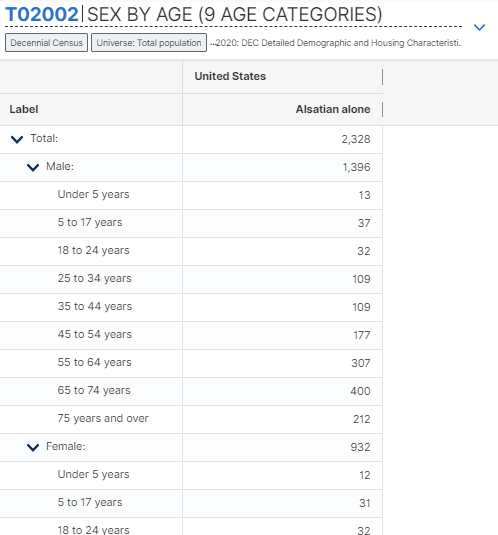 T02002 SEX BY AGE (9 AGE CATEGORIES)
Decennial Census Universe: Total population ...2020: DEC Detailed Demographic and Housing Characteristi..
United States
Label Alsatian alone
Total: 2,328
Male: 1,396
Under 5 years 13
5 to 17 years 37
18 to 24 years 32
25 to 34 years 109
35 to 44 years 109
45 to 54 years 177
55 to 64 years 307
65 to 74 years 400
75 years and over 212
Female: 932
Under 5 years 12
5 to 17 years 31
18 to 24 years 32